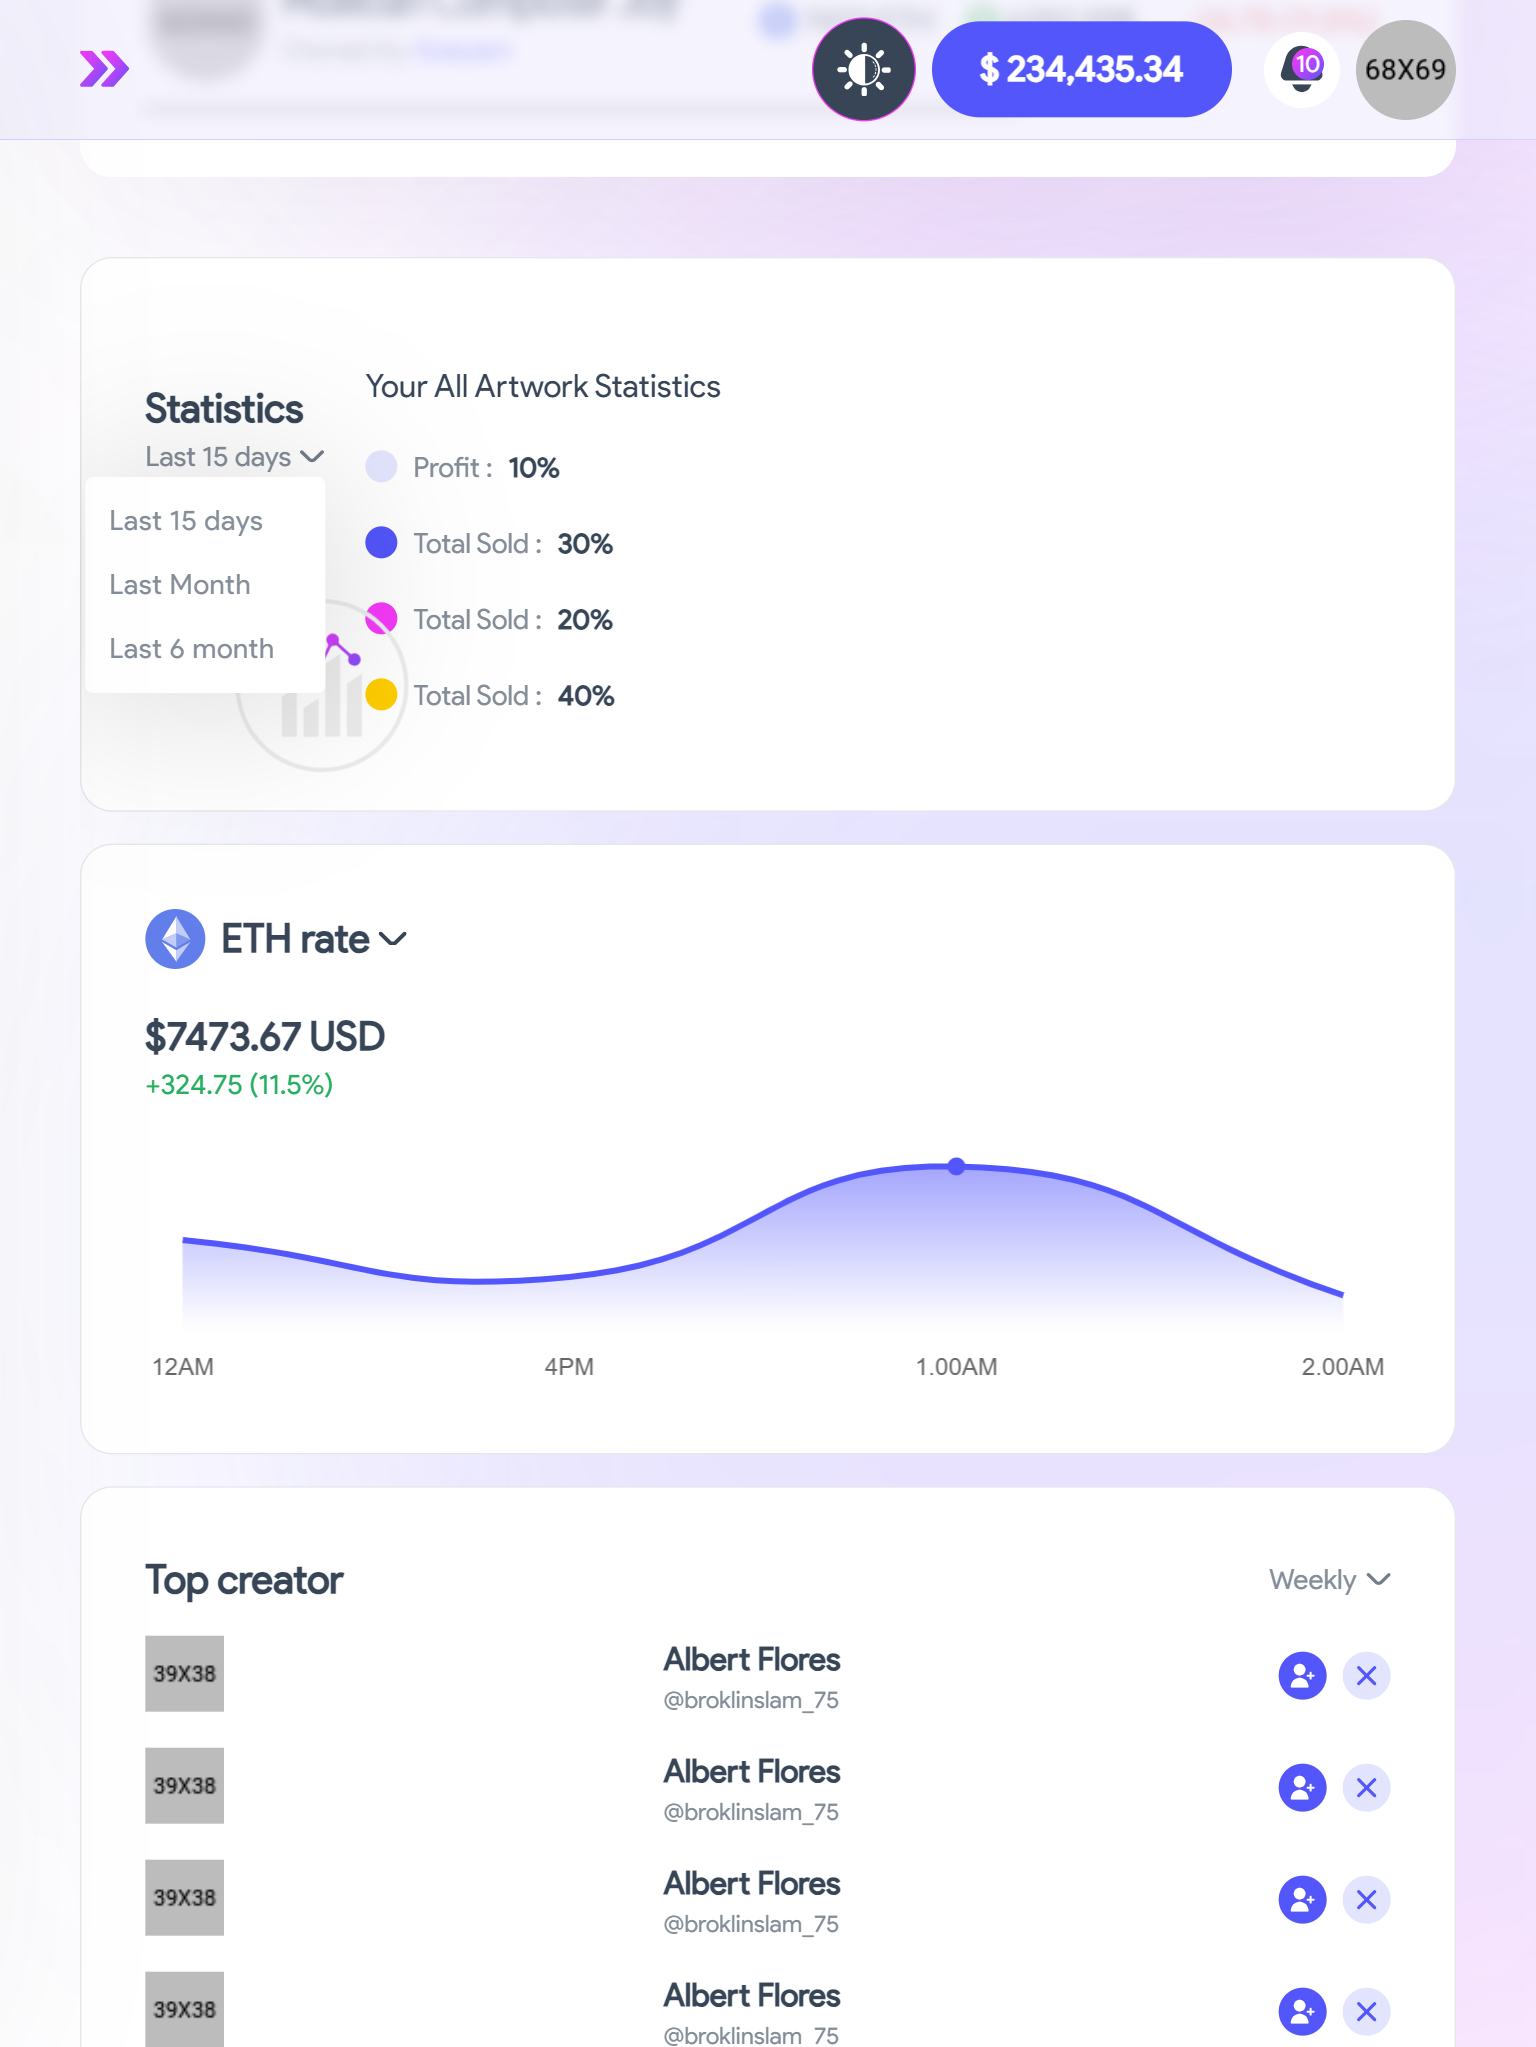 $ 234,435.34
10
68X69
Statistics
Last 15 days
Last 15 days
Last Month
Last 6 month
Your All Artwork Statistics
Profit : 10%
Total Sold : 30%
Total Sold : 20%
Total Sold : 40%
ETH rate
$7473.67 USD
+324.75 (11.5%)
12AM 4PM 1.00AM 2.00AM
Top creator
Weekly
39X38
Albert Flores
@broklinslam_75
39X38
Albert Flores
@broklinslam_75
39X38
Albert Flores
@broklinslam_75
39X38
Albert Flores
@broklinslam_75